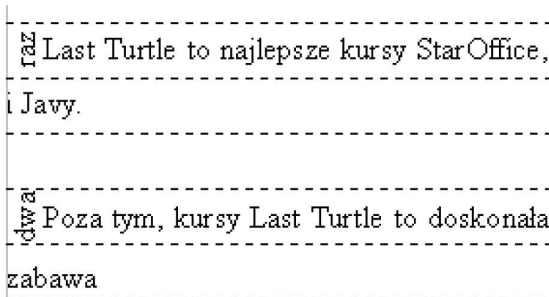 raz Last Turtle to najlepsze kursy StarOffice,
i Javy.
dwa Poza tym, kursy Last Turtle to doskonała
zabawa